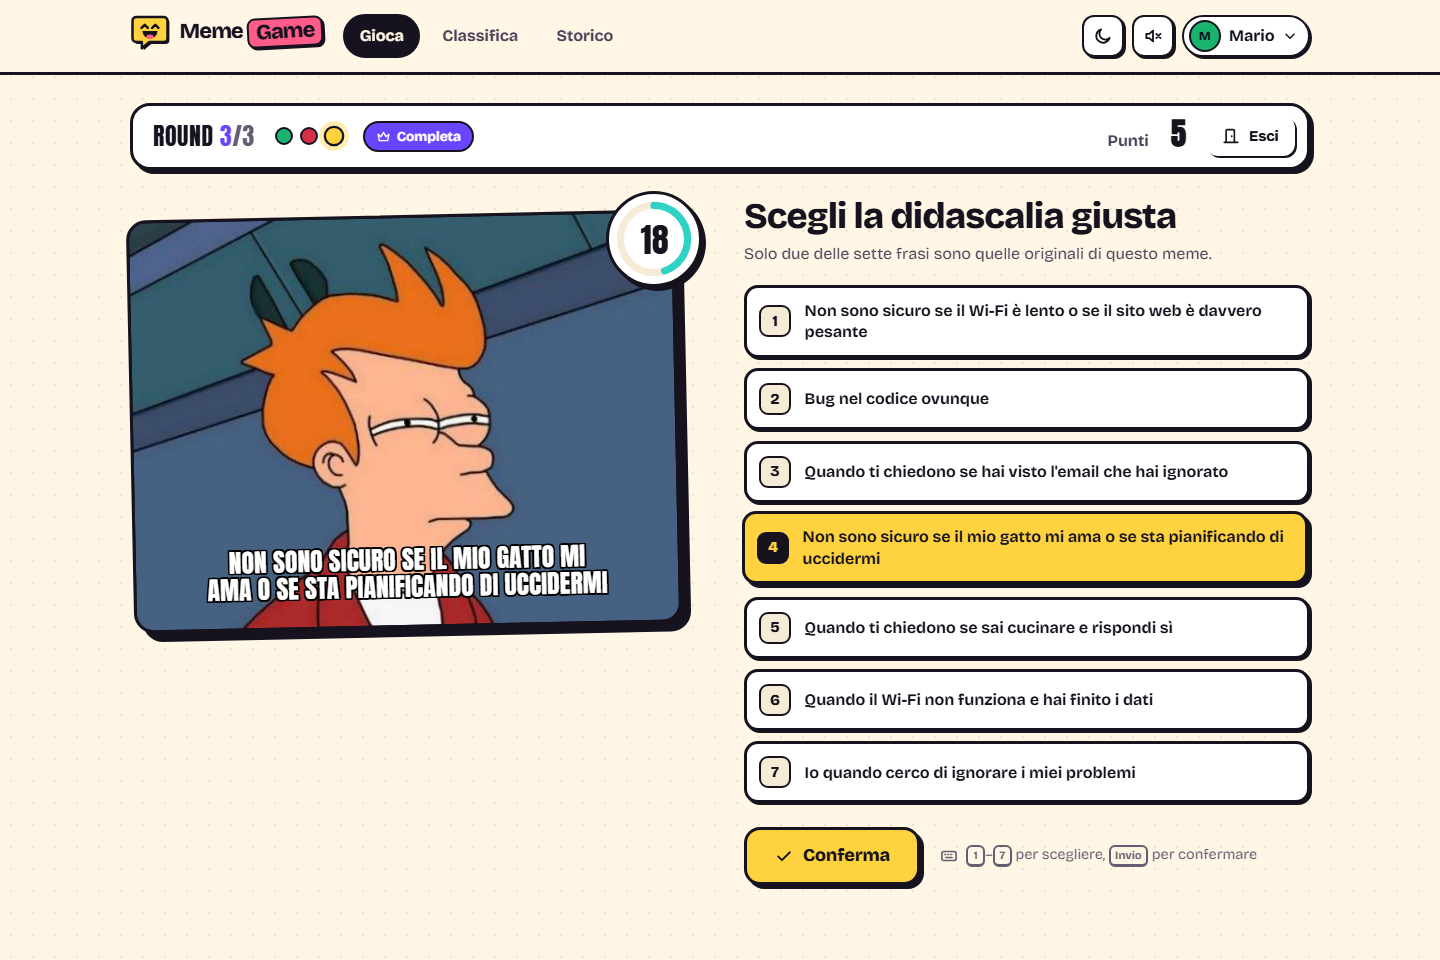 Meme Game
Gioca
Classifica
Storico
M
Mario
ROUND 3/3
Completa
Punti 5
Esci
18
NON SONO SICURO SE IL MIO GATTO MI
AMA O SE STA PIANIFICANDO DI UCCIDERMI
Scegli la didascalia giusta
Solo due delle sette frasi sono quelle originali di questo meme.
1 Non sono sicuro se il Wi-Fi è lento o se il sito web è davvero
pesante
2 Bug nel codice ovunque
3 Quando ti chiedono se hai visto l'email che hai ignorato
4 Non sono sicuro se il mio gatto mi ama o se sta pianificando di
uccidermi
5 Quando ti chiedono se sai cucinare e rispondi sì
6 Quando il Wi-Fi non funziona e hai finito i dati
7 Io quando cerco di ignorare i miei problemi
Conferma
1–7 per scegliere, Invio per confermare